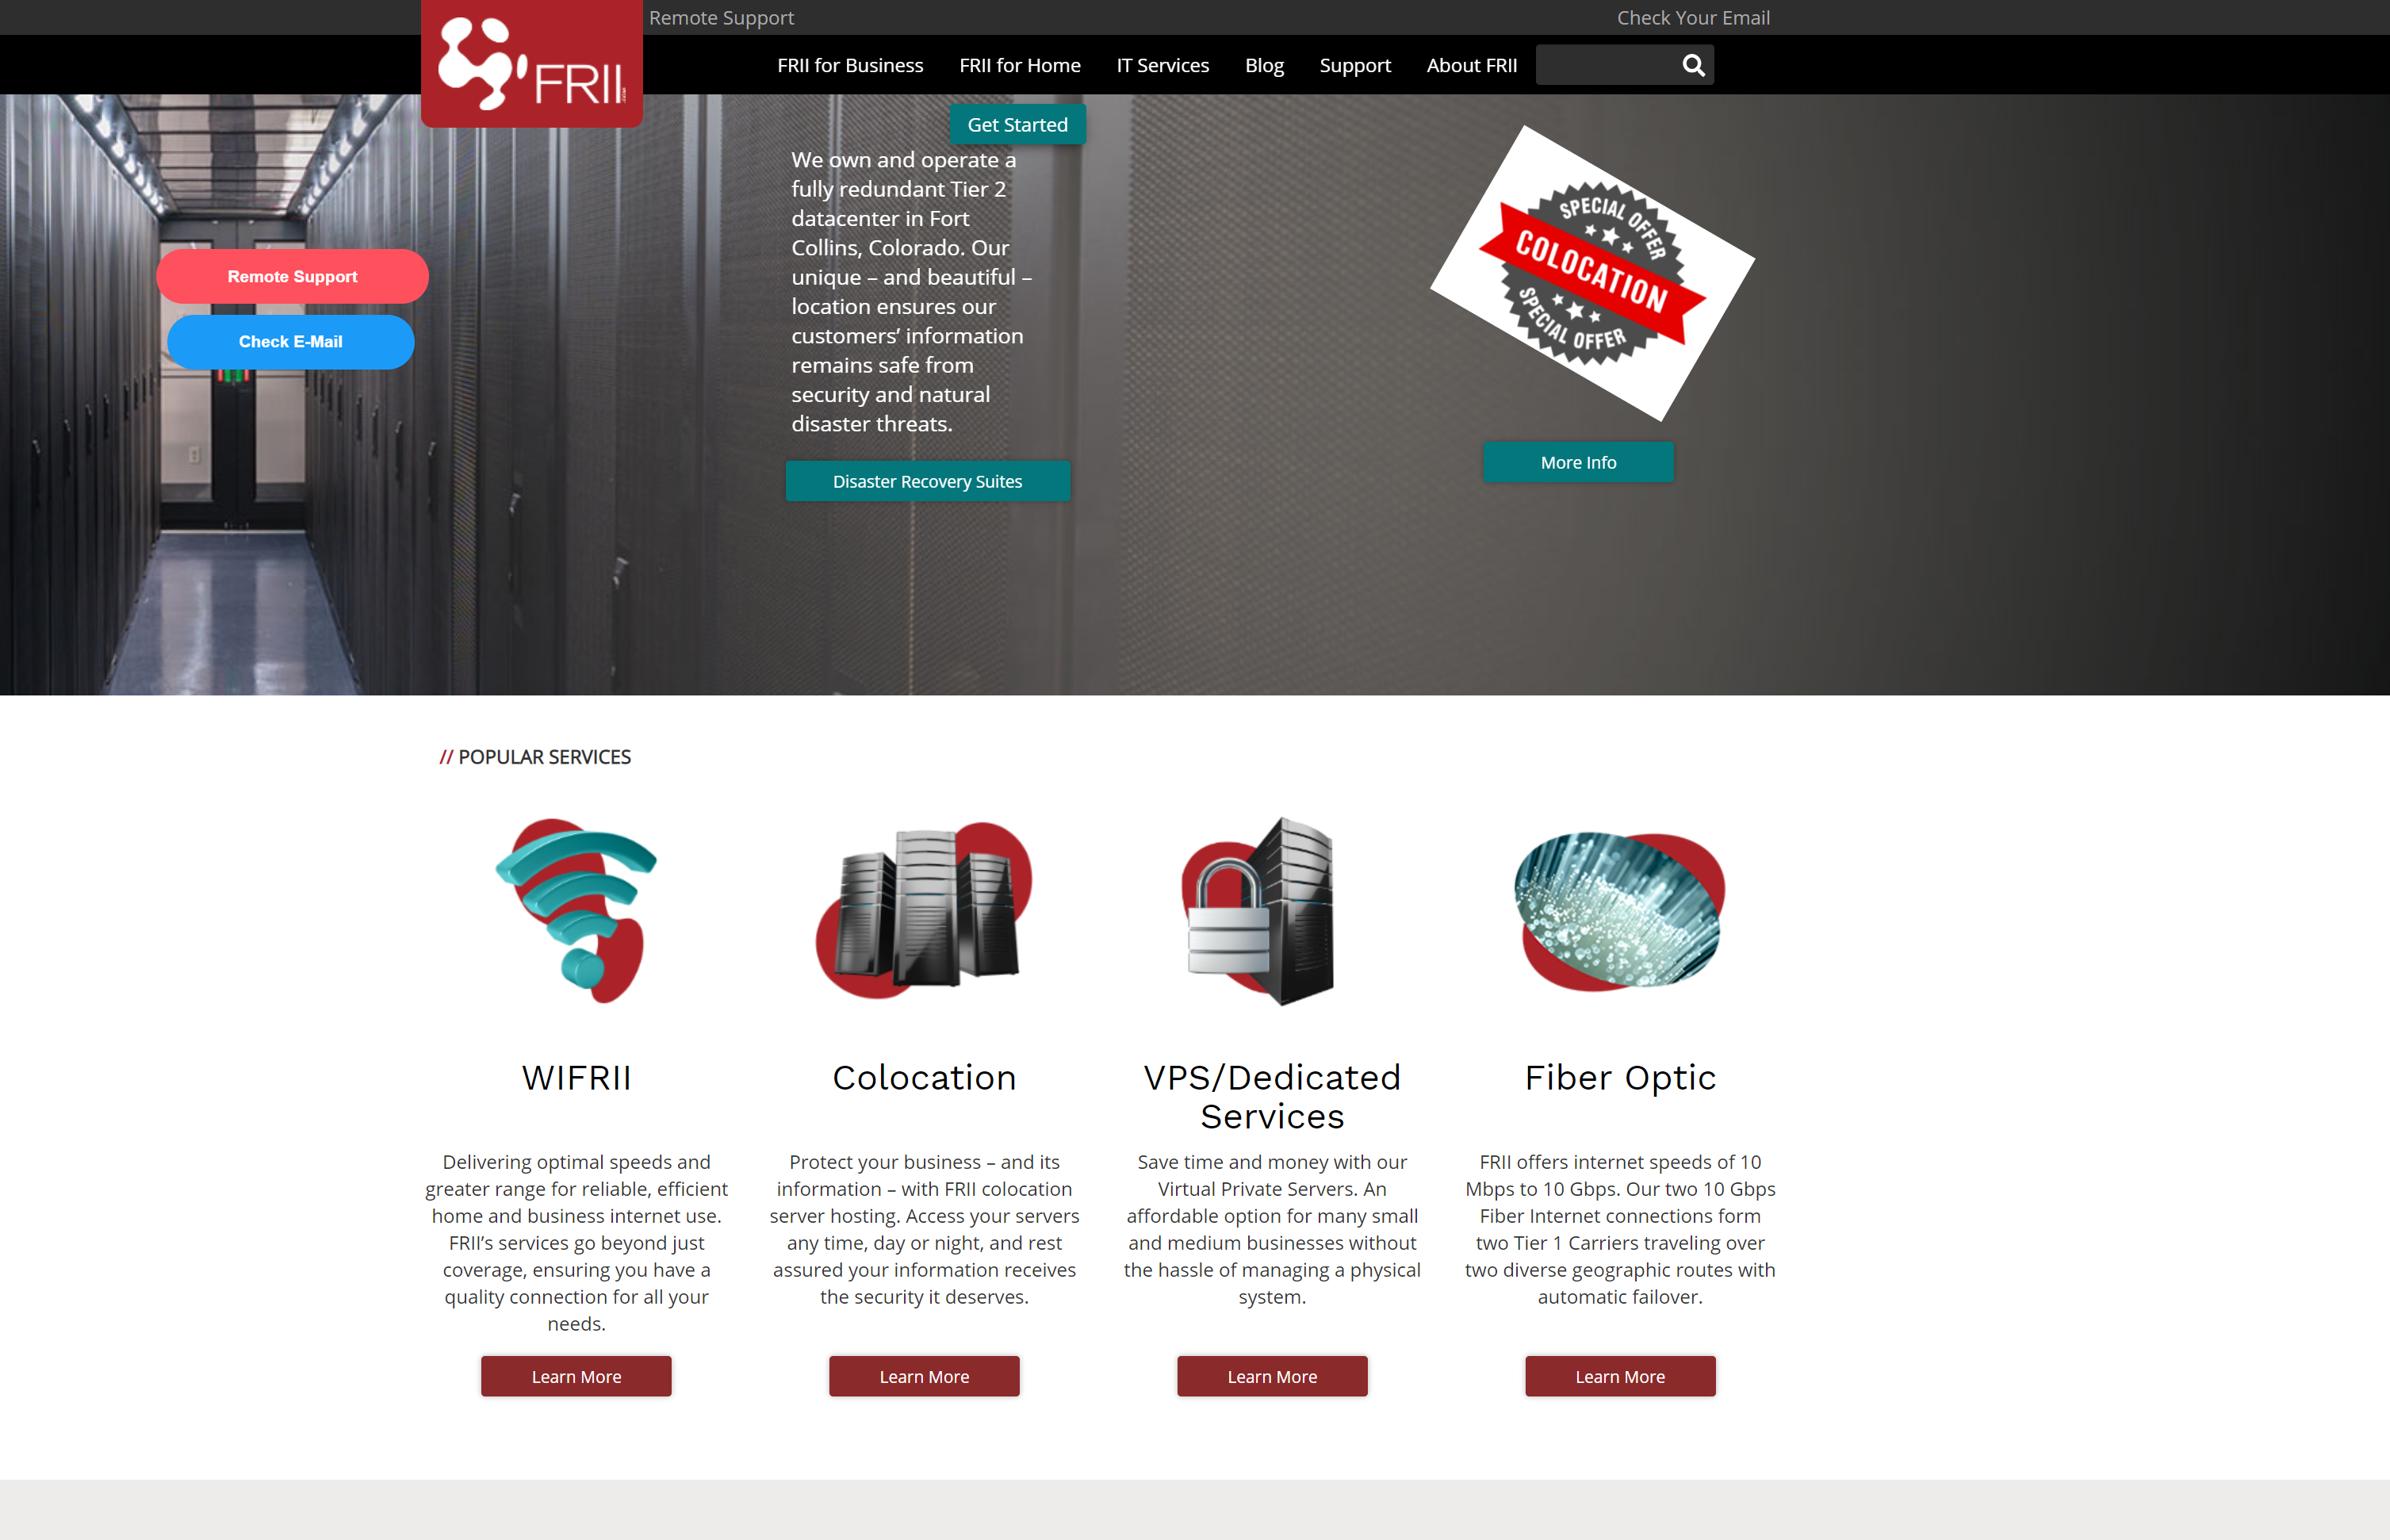 Remote Support
Check Your Email
FRII
FRII for Business
FRII for Home
IT Services
Blog
Support
About FRII
Get Started
We own and operate a
fully redundant Tier 2
datacenter in Fort
Collins, Colorado. Our
unique – and beautiful –
location ensures our
customers’ information
remains safe from
security and natural
disaster threats.
Disaster Recovery Suites
Remote Support
Check E-Mail
SPECIAL OFFER
COLOCATION
SPECIAL OFFER
More Info
// POPULAR SERVICES
WIFRII
Delivering optimal speeds and
greater range for reliable, efficient
home and business internet use.
FRII’s services go beyond just
coverage, ensuring you have a
quality connection for all your
needs.
Learn More
Colocation
Protect your business – and its
information – with FRII colocation
server hosting. Access your servers
any time, day or night, and rest
assured your information receives
the security it deserves.
Learn More
VPS/Dedicated
Services
Save time and money with our
Virtual Private Servers. An
affordable option for many small
and medium businesses without
the hassle of managing a physical
system.
Learn More
Fiber Optic
FRII offers internet speeds of 10
Mbps to 10 Gbps. Our two 10 Gbps
Fiber Internet connections form
two Tier 1 Carriers traveling over
two diverse geographic routes with
automatic failover.
Learn More